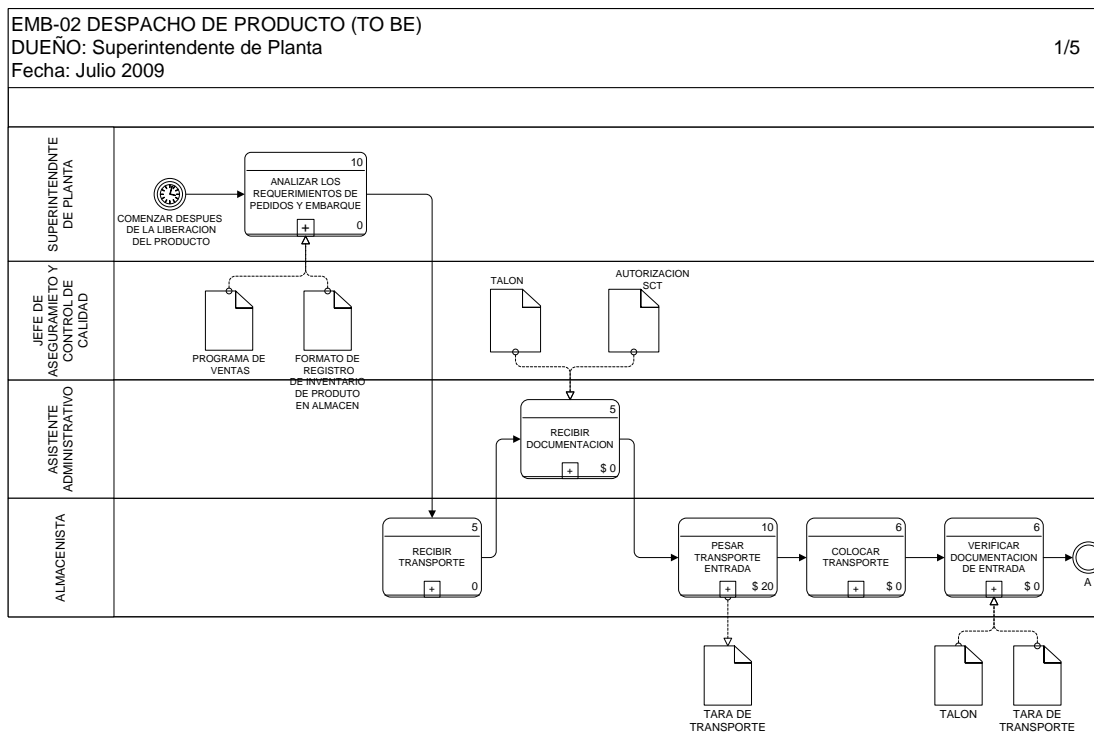 EMB-02 DESPACHO DE PRODUCTO (TO BE)
DUEÑO: Superintendente de Planta
1/5
Fecha: Julio 2009
SUPERINTENDNTE
DE PLANTA
COMENZAR DESPUES
DE LA LIBERACION
DEL PRODUCTO
10
ANALIZAR LOS
REQUERIMIENTOS DE
PEDIDOS Y EMBARQUE
+
0
JEFE DE
ASEGURAMIETO Y
CONTROL DE
CALIDAD
PROGRAMA DE
VENTAS
FORMATO DE
REGISTRO
DE INVENTARIO
DE PRODUTO
EN ALMACEN
TALON
AUTORIZACION
SCT
ASISTENTE
ADMINISTRATIVO
5
RECIBIR
DOCUMENTACION
+
$ 0
ALMACENISTA
5
RECIBIR
TRANSPORTE
+
0
10
PESAR
TRANSPORTE
ENTRADA
+
$ 20
6
COLOCAR
TRANSPORTE
+
$ 0
6
VERIFICAR
DOCUMENTACION
DE ENTRADA
+
$ 0
A
TARA DE
TRANSPORTE
TALON
TARA DE
TRANSPORTE